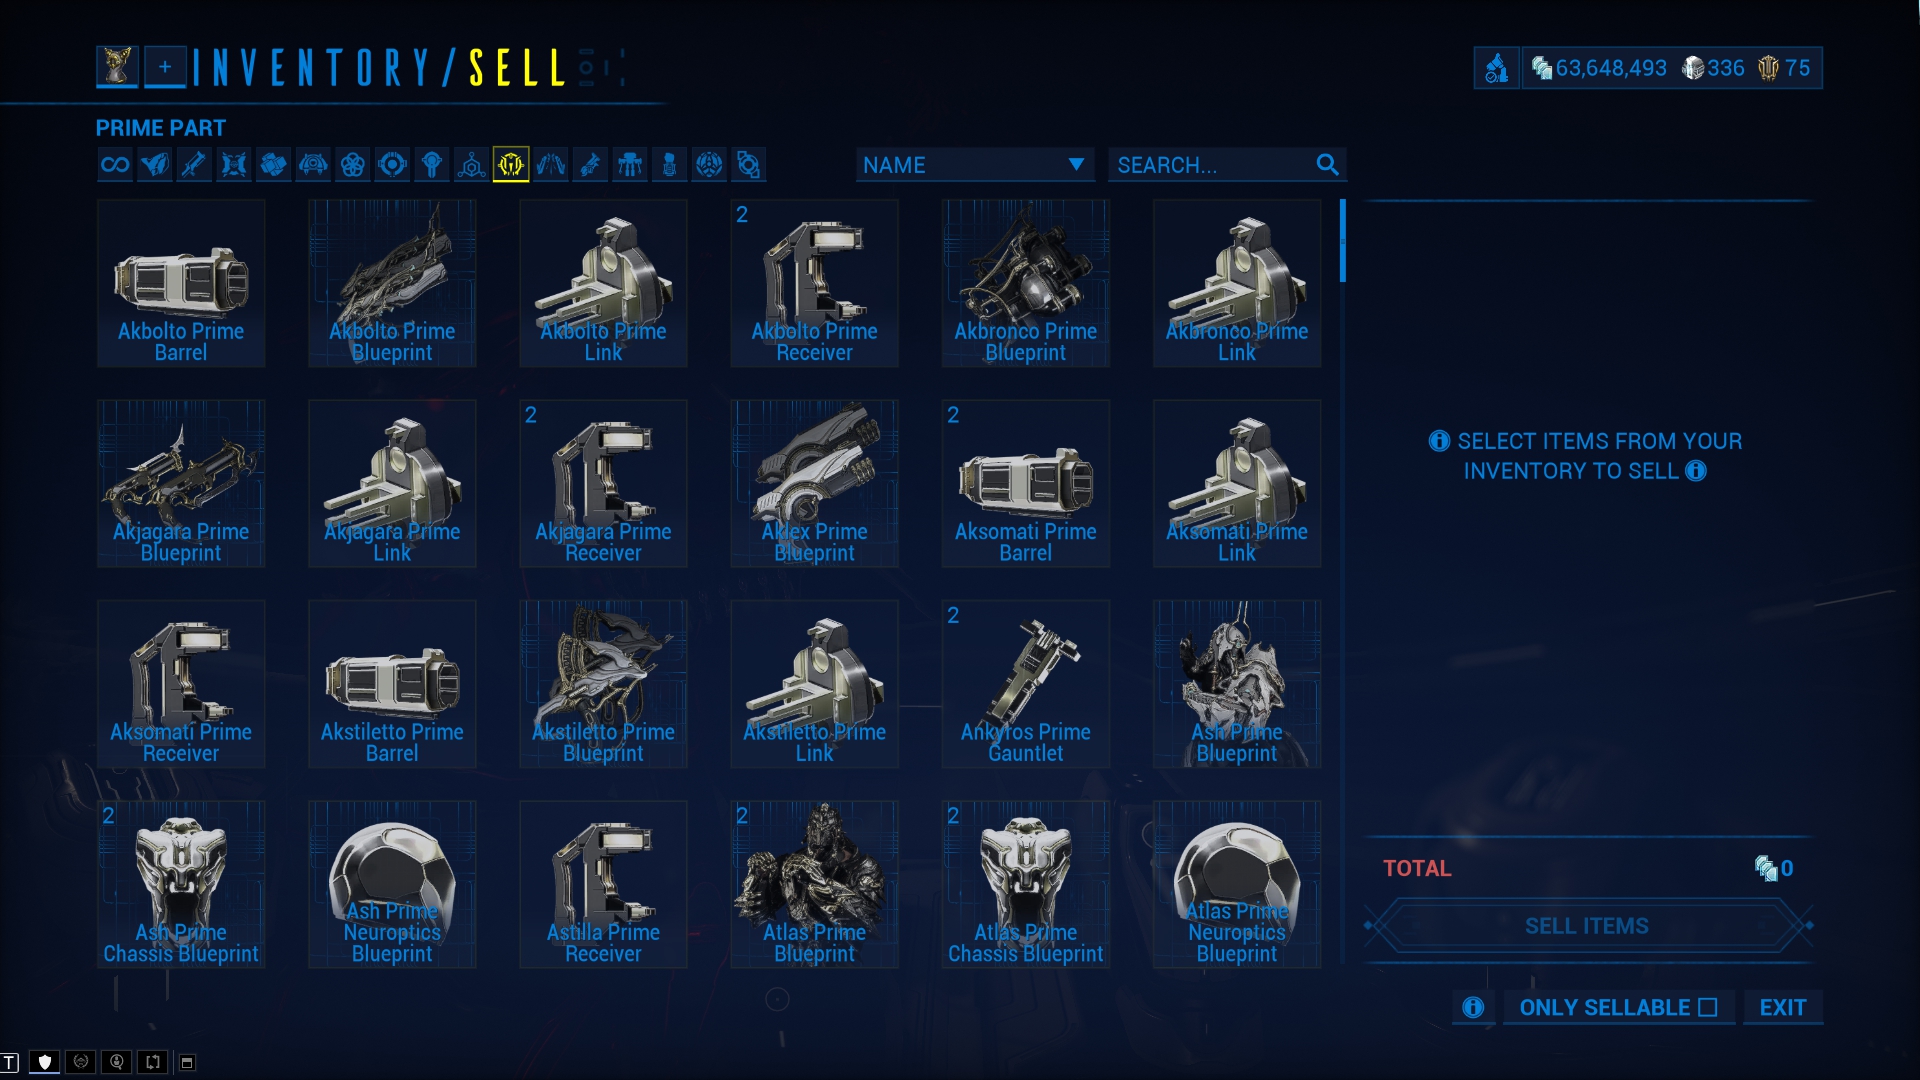 + INVENTORY/SELL
63,648,493 336 75
PRIME PART
NAME SEARCH...
Akbolto Prime
Barrel
Akbolto Prime
Blueprint
Akbolto Prime
Link
2
Akbolto Prime
Receiver
Akbronco Prime
Blueprint
Akbronco Prime
Link
Akjagara Prime
Blueprint
Akjagara Prime
Link
2
Akjagara Prime
Receiver
Aklex Prime
Blueprint
2
Aksomati Prime
Barrel
Aksomati Prime
Link
Aksomati Prime
Receiver
Akstiletto Prime
Barrel
Akstiletto Prime
Blueprint
Akstiletto Prime
Link
2
Ankyros Prime
Gauntlet
Ash Prime
Blueprint
2
Ash Prime
Chassis Blueprint
Ash Prime
Neuroptics
Blueprint
Astilla Prime
Receiver
2
Atlas Prime
Blueprint
2
Atlas Prime
Chassis Blueprint
Atlas Prime
Neuroptics
Blueprint
SELECT ITEMS FROM YOUR
INVENTORY TO SELL
TOTAL 0
SELL ITEMS
ONLY SELLABLE
EXIT
T